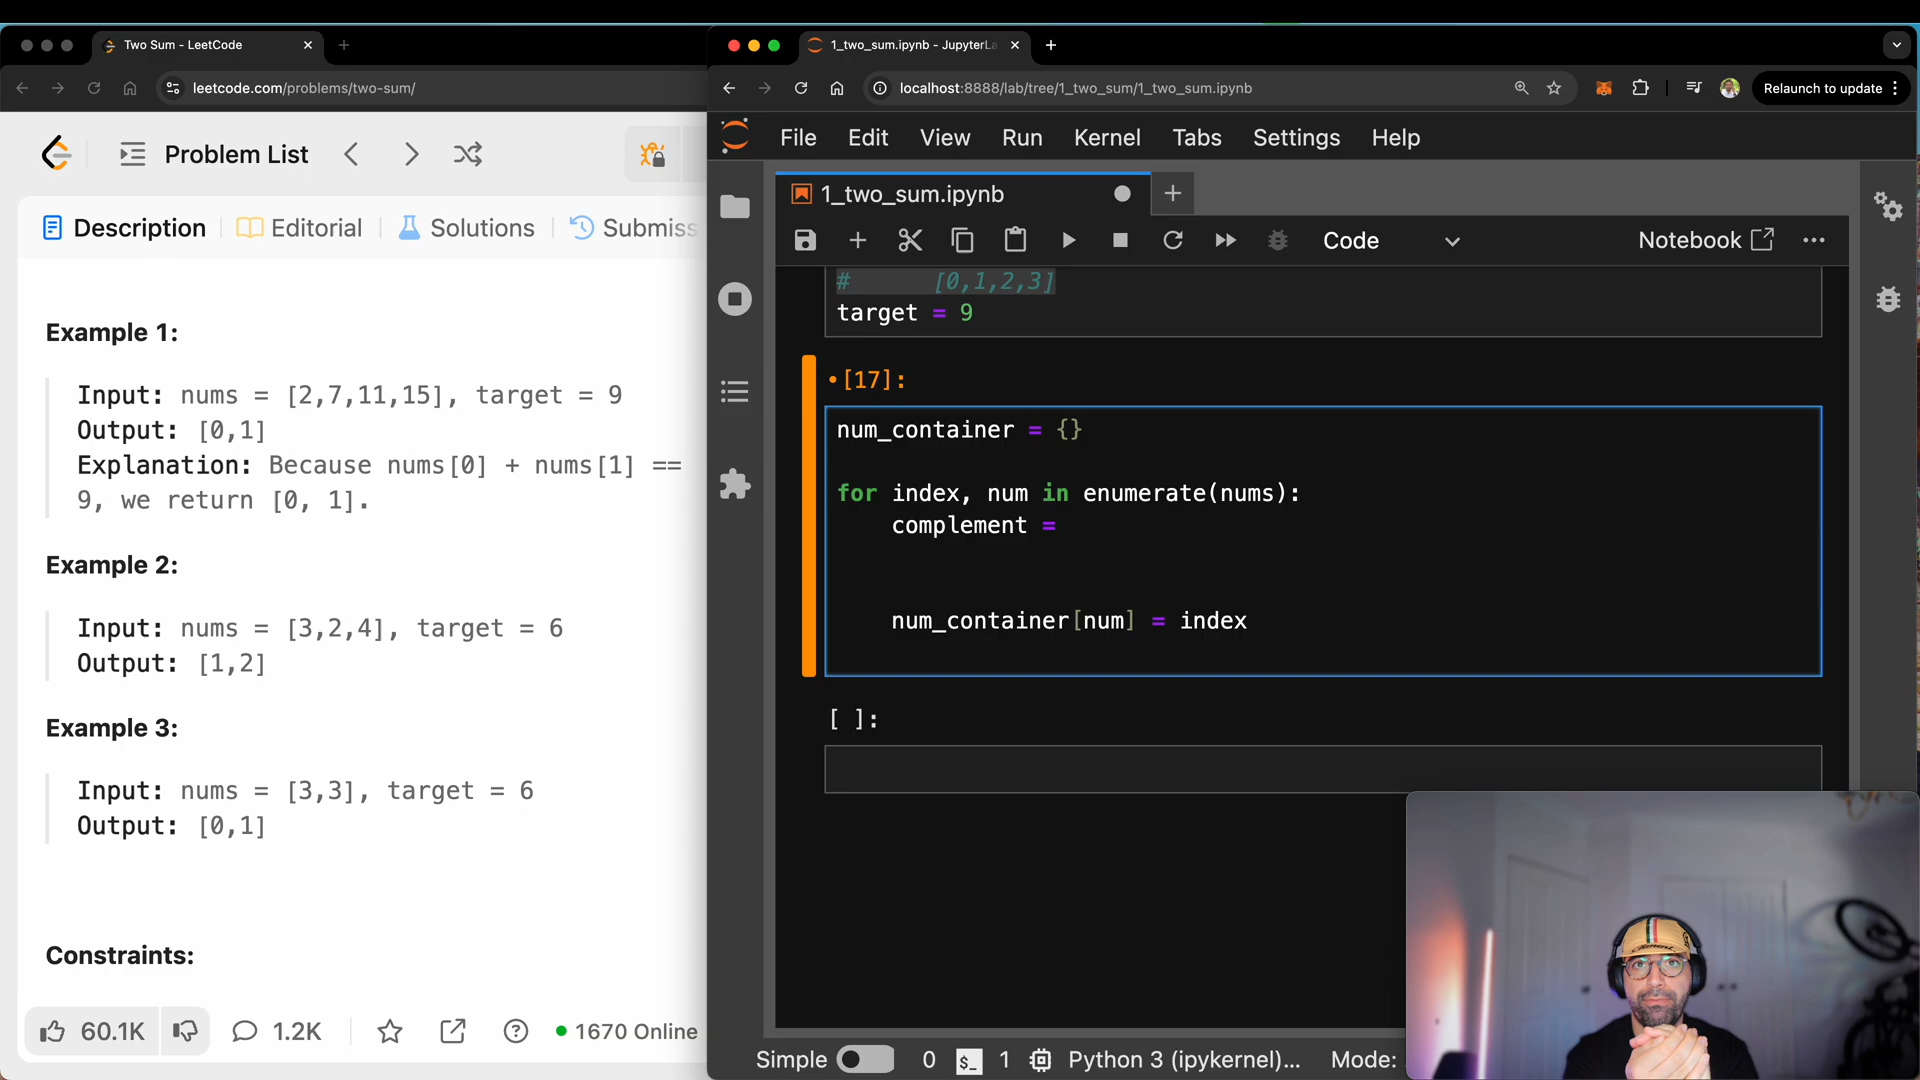 Two Sum - LeetCode
leetcode.com/problems/two-sum/
Problem List
Description
Editorial
Solutions
Submiss
Example 1:
Input: nums = [2,7,11,15], target = 9
Output: [0,1]
Explanation: Because nums[0] + nums[1] ==
9, we return [0, 1].
Example 2:
Input: nums = [3,2,4], target = 6
Output: [1,2]
Example 3:
Input: nums = [3,3], target = 6
Output: [0,1]
Constraints:
60.1K
1.2K
1670 Online
1_two_sum.ipynb - JupyterLa
localhost:8888/lab/tree/1_two_sum/1_two_sum.ipynb
Relaunch to update
File Edit View Run Kernel Tabs Settings Help
1_two_sum.ipynb
Code
Notebook
# [0,1,2,3]
target = 9
[17]:
num_container = {}
for index, num in enumerate(nums):
complement =
num_container[num] = index
[ ]:
Simple 0 $_ 1 Python 3 (ipykernel)... Mode: